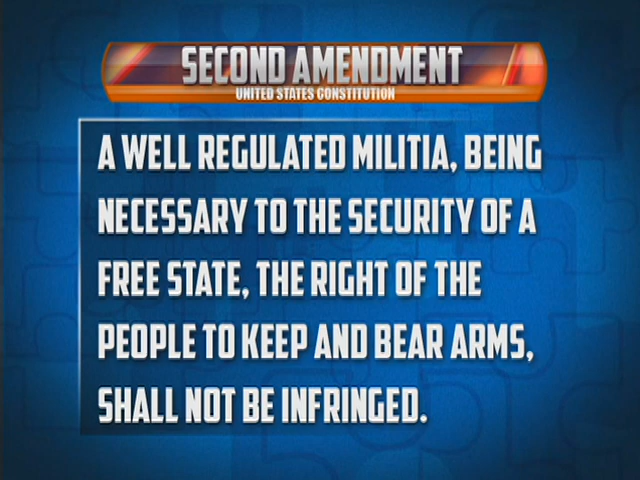 SECOND AMENDMENT
UNITED STATES CONSTITUTION
A WELL REGULATED MILITIA, BEING
NECESSARY TO THE SECURITY OF A
FREE STATE, THE RIGHT OF THE
PEOPLE TO KEEP AND BEAR ARMS,
SHALL NOT BE INFRINGED.